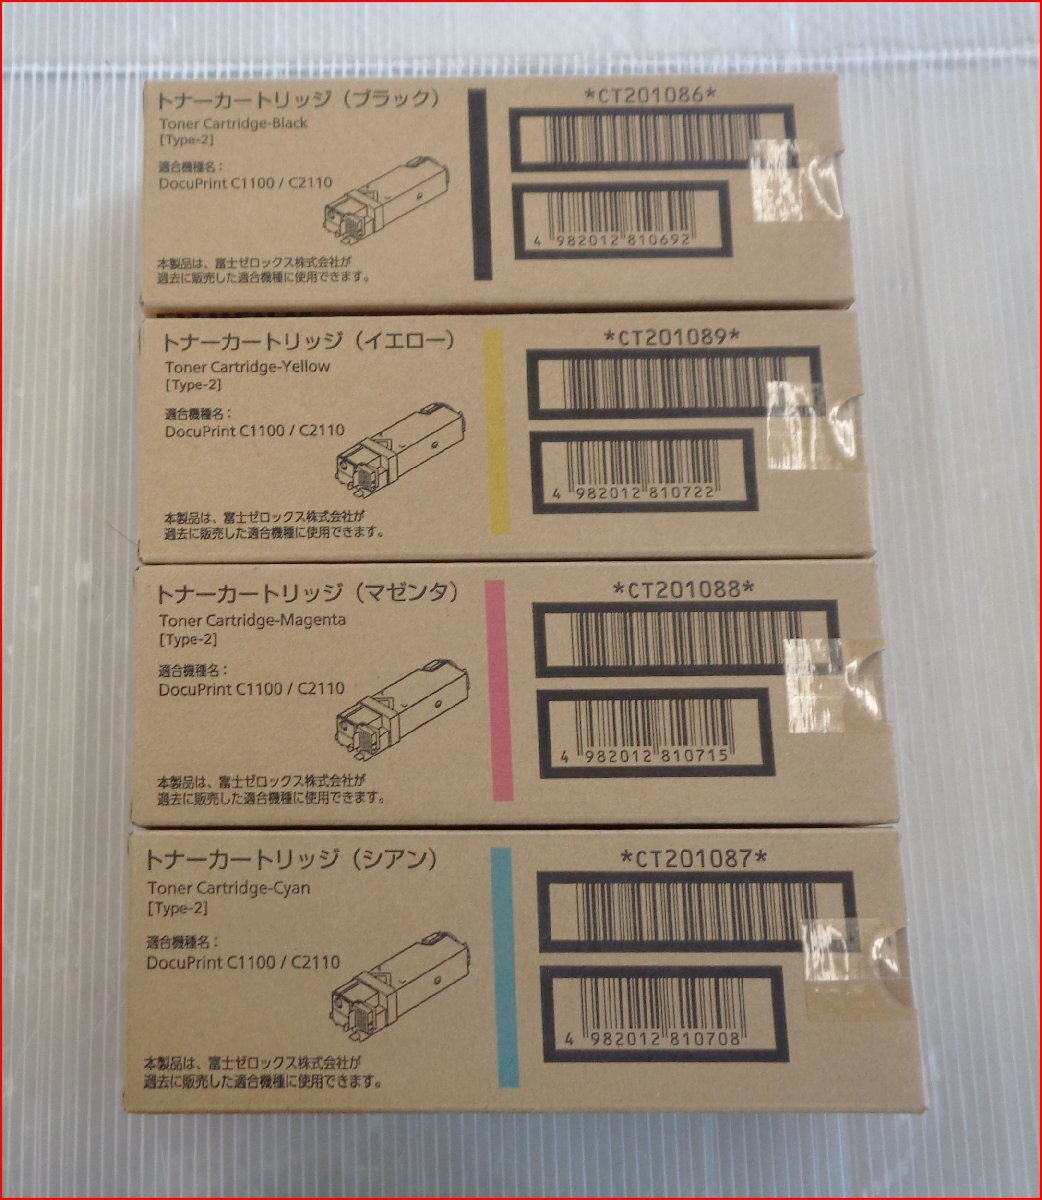 トナーカートリッジ（ブラック）
Toner Cartridge-Black
[Type-2]
適合機種名：
DocuPrint C1100 / C2110
本製品は、富士ゼロックス株式会社が
過去に販売した適合機種に使用できます。
*CT201086*
4 982012 810692
トナーカートリッジ（イエロー）
Toner Cartridge-Yellow
[Type-2]
適合機種名：
DocuPrint C1100 / C2110
本製品は、富士ゼロックス株式会社が
過去に販売した適合機種に使用できます。
*CT201089*
4 982012 810722
トナーカートリッジ（マゼンタ）
Toner Cartridge-Magenta
[Type-2]
適合機種名：
DocuPrint C1100 / C2110
本製品は、富士ゼロックス株式会社が
過去に販売した適合機種に使用できます。
*CT201088*
4 982012 810715
トナーカートリッジ（シアン）
Toner Cartridge-Cyan
[Type-2]
適合機種名：
DocuPrint C1100 / C2110
本製品は、富士ゼロックス株式会社が
過去に販売した適合機種に使用できます。
*CT201087*
4 982012 810708